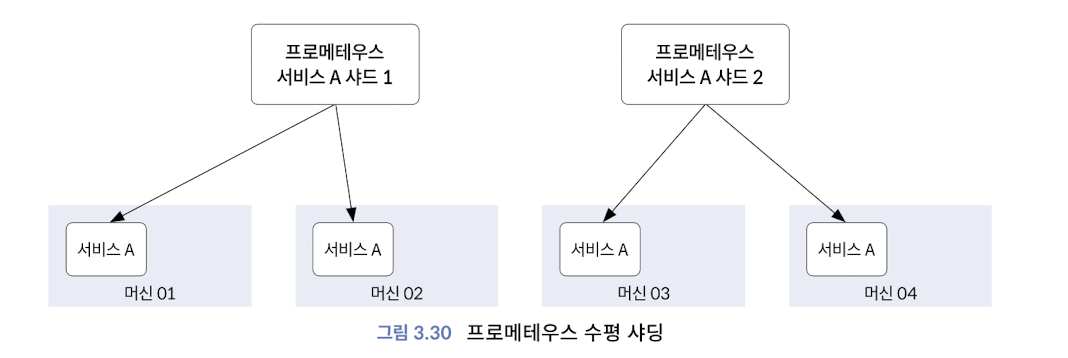 프로메테우스
서비스 A 샤드 1
프로메테우스
서비스 A 샤드 2
서비스 A
머신 01
서비스 A
머신 02
서비스 A
머신 03
서비스 A
머신 04
그림 3.30 프로메테우스 수평 샤딩